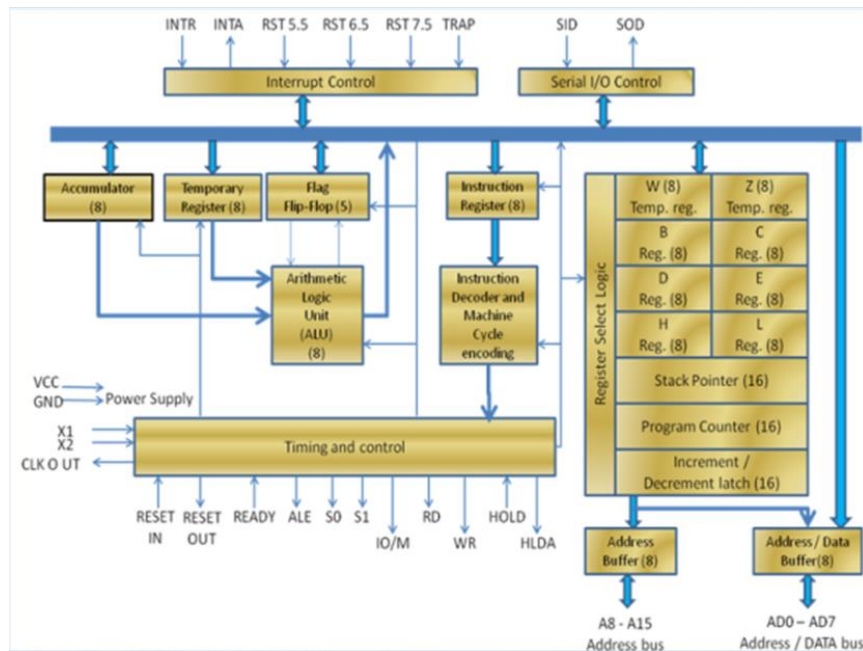 INTR INTA RST 5.5 RST 6.5 RST 7.5 TRAP SID SOD
Interrupt Control
Serial I/O Control
Accumulator
(8)
Temporary
Register (8)
Flag
Flip-Flop (5)
Instruction
Register (8)
Arithmetic
Logic
Unit
(ALU)
(8)
Instruction
Decoder and
Machine
Cycle
encoding
Register Select Logic
W (8)
Temp. reg.
Z (8)
Temp. reg.
B
Reg. (8)
C
Reg. (8)
D
Reg. (8)
E
Reg. (8)
H
Reg. (8)
L
Reg. (8)
Stack Pointer (16)
Program Counter (16)
Increment /
Decrement latch (16)
VCC
GND
Power Supply
X1
X2
CLK O UT
Timing and control
RESET
IN
RESET
OUT
READY
ALE
S0
S1
IO/M
RD
WR
HOLD
HLDA
Address
Buffer (8)
Address / Data
Buffer(8)
A8 - A15
Address bus
AD0 – AD7
Address / DATA bus